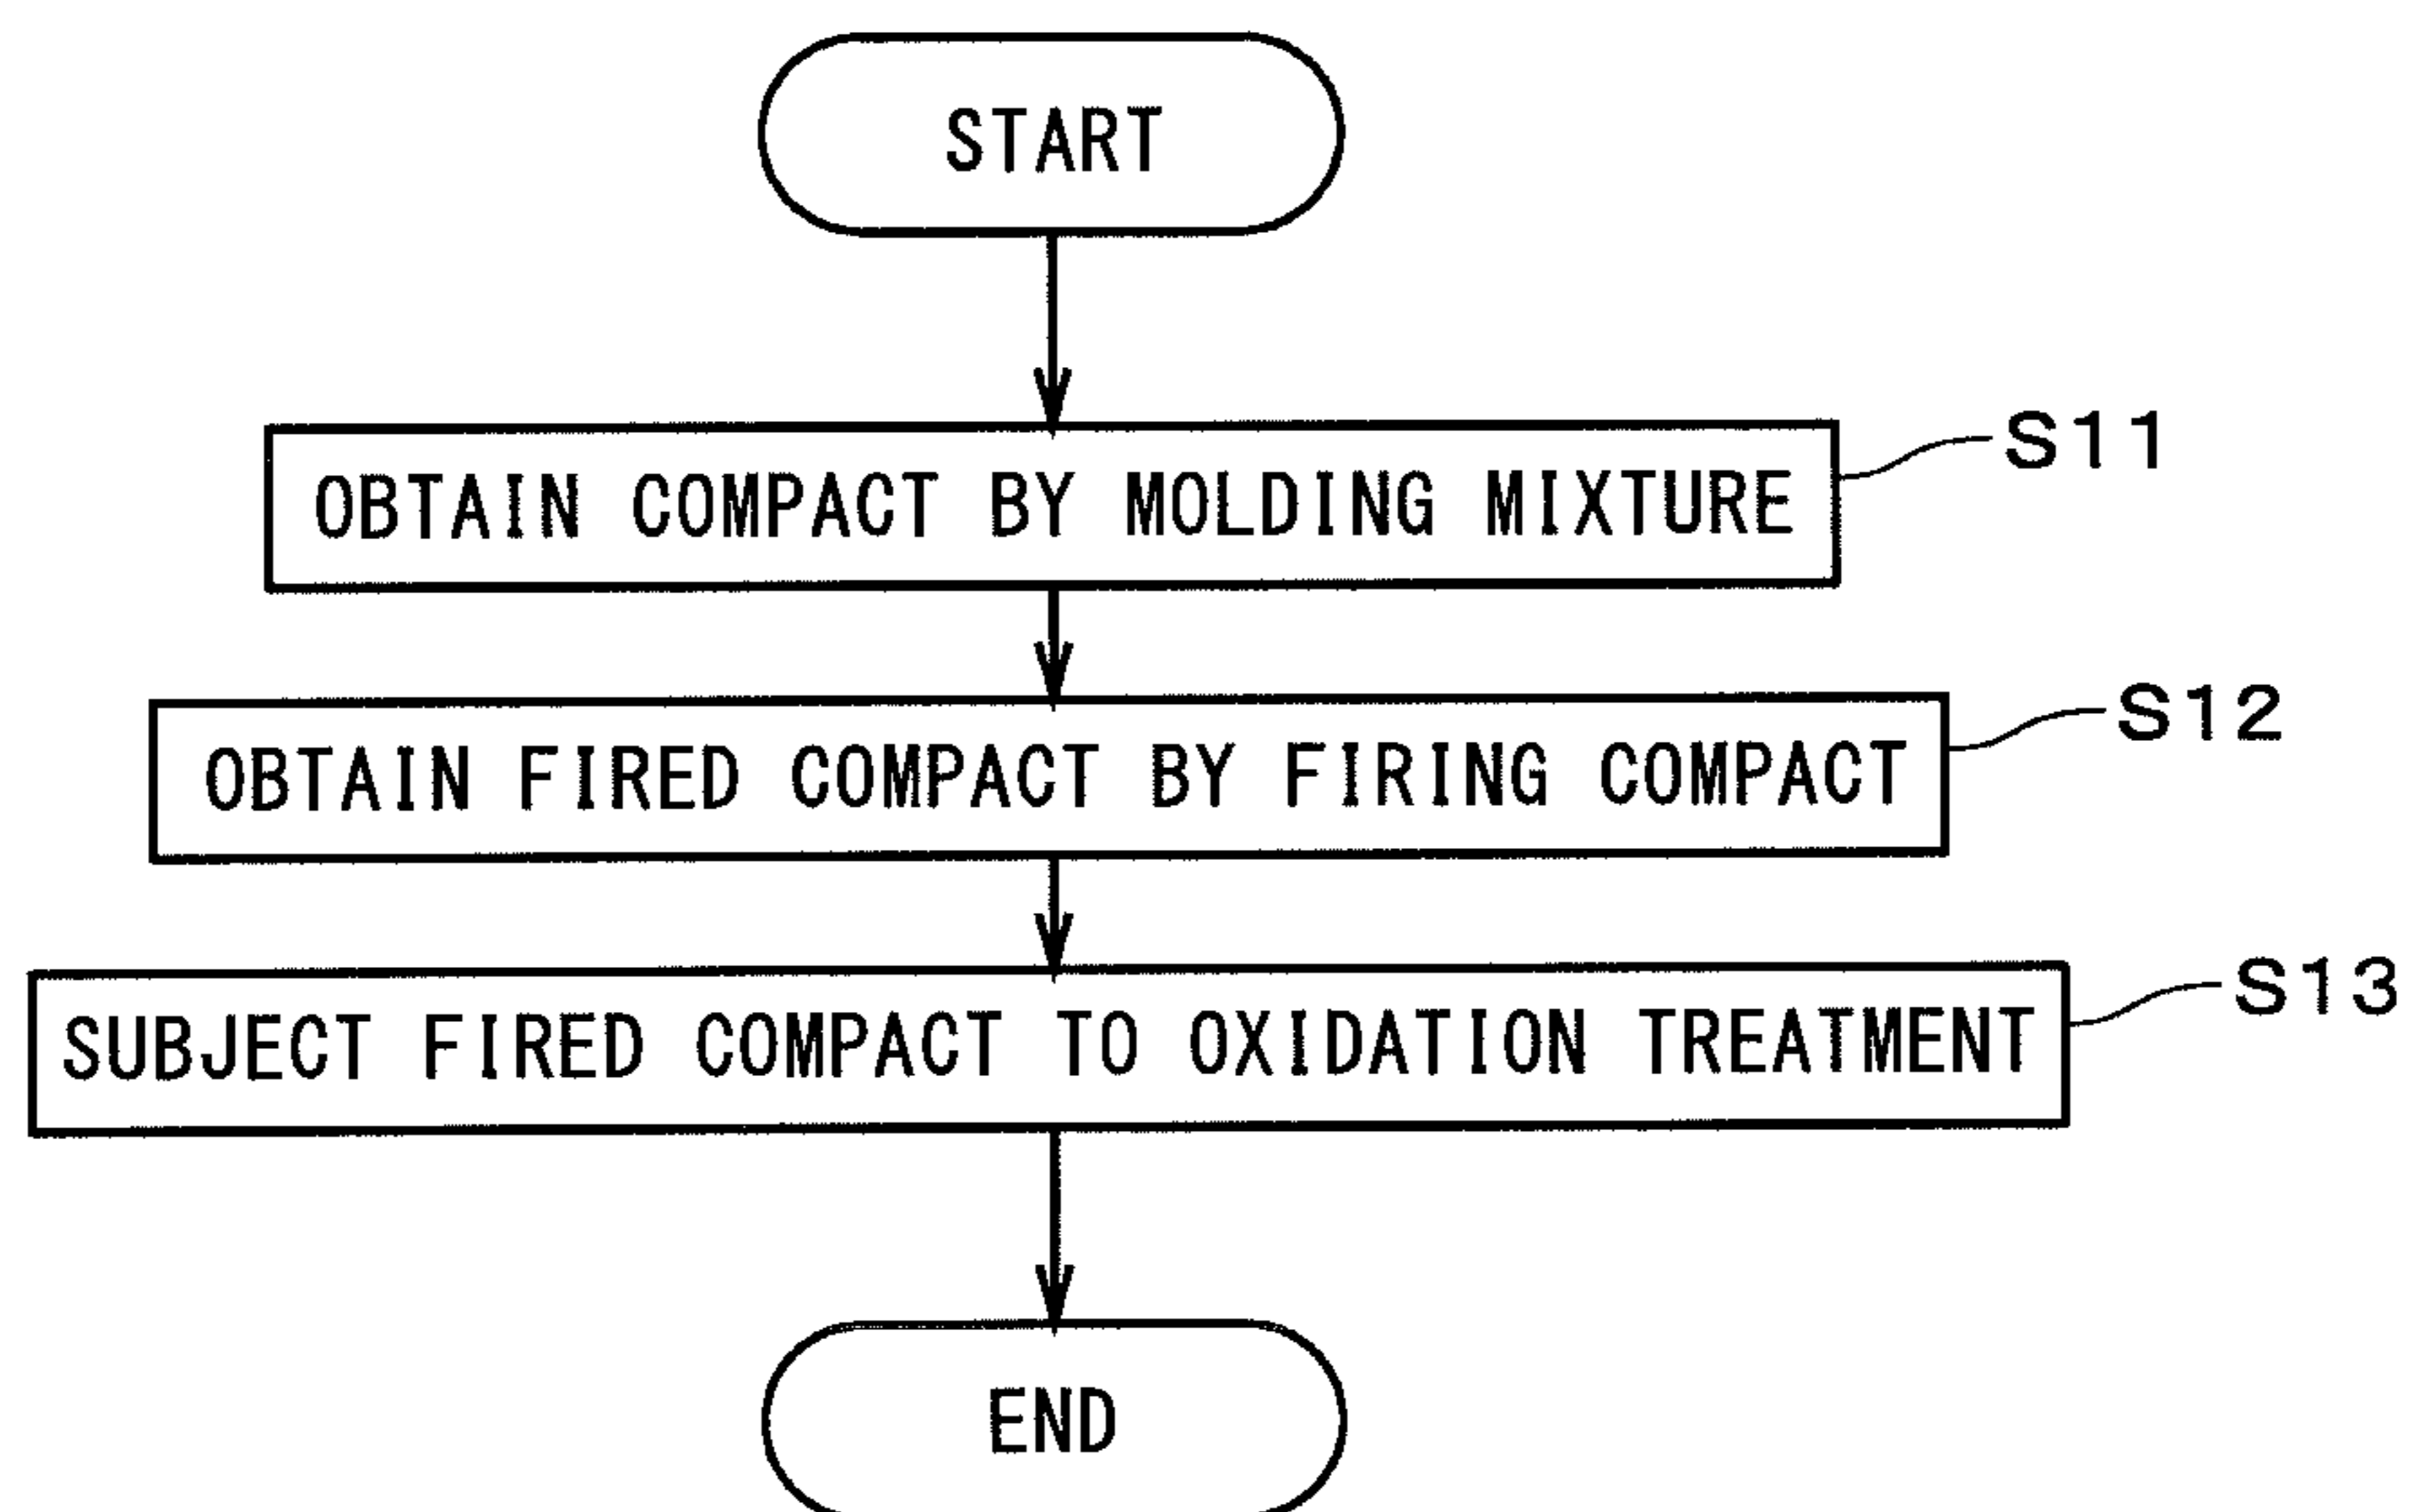 START
OBTAIN COMPACT BY MOLDING MIXTURE
S11
OBTAIN FIRED COMPACT BY FIRING COMPACT
S12
SUBJECT FIRED COMPACT TO OXIDATION TREATMENT
S13
END